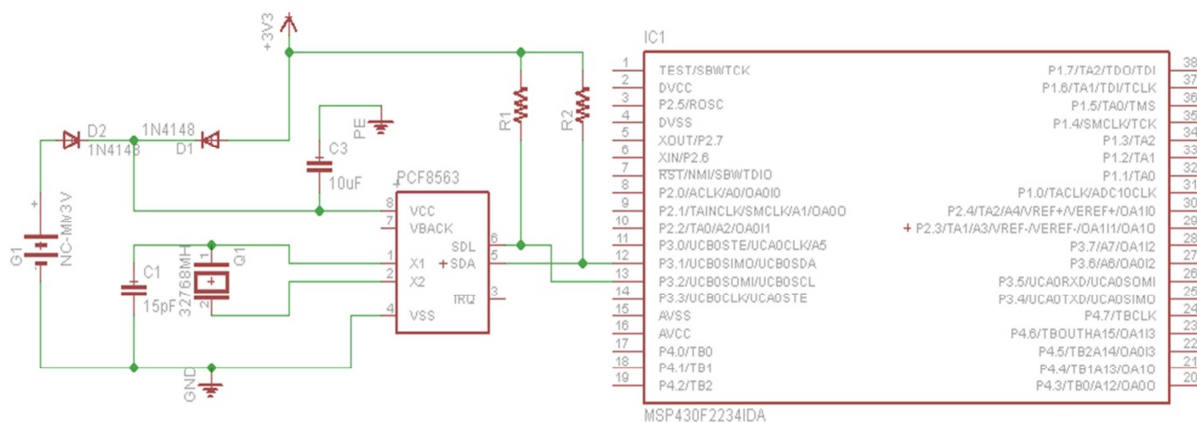 +3V3
D2
1N4148
1N4148
D1
PE
C3
10uF
R1
R2
G1
NC-MM3V
+
C1
15pF
1
2
32768MH
Q1
GND
PCF8563
8 VCC
7 VBACK
1 X1
2 X2
4 VSS
SDL 6
SDA 5
IRQ 3
IC1
1 TEST/SBWTCK
2 DVCC
3 P2.5/ROSC
4 DVSS
5 XOUT/P2.7
6 XIN/P2.6
7 RST/NMI/SBWTDIO
8 P2.0/ACLK/A0/OA0I0
9 P2.1/TAINCLK/SMCLK/A1/OA0O
10 P2.2/TA0/A2/OA0I1
11 P3.0/UCB0STE/UCA0CLK/A5
12 P3.1/UCB0SIMO/UCB0SDA
13 P3.2/UCB0SOMI/UCB0SCL
14 P3.3/UCB0CLK/UCA0STE
15 AVSS
16 AVCC
17 P4.0/TB0
18 P4.1/TB1
19 P4.2/TB2
P1.7/TA2/TDO/TDI 38
P1.6/TA1/TDI/TCLK 37
P1.5/TA0/TMS 36
P1.4/SMCLK/TCK 35
P1.3/TA2 34
P1.2/TA1 33
P1.1/TA0 32
P1.0/TACLK/ADC10CLK 31
P2.4/TA2/A4/VREF+/VEREF+/OA1I0 30
P2.3/TA1/A3/VREF-/VEREF-/OA1I1/OA1O 29
P3.7/A7/OA1I2 28
P3.6/A6/OA0I2 27
P3.5/UCA0RXD/UCA0SOMI 26
P3.4/UCA0TXD/UCA0SIMO 25
P4.7/TBCLK 24
P4.6/TBOUTHA15/OA1I3 23
P4.5/TB2A14/OA0I3 22
P4.4/TB1A13/OA1O 21
P4.3/TB0/A12/OA0O 20
MSP430F2234IDA